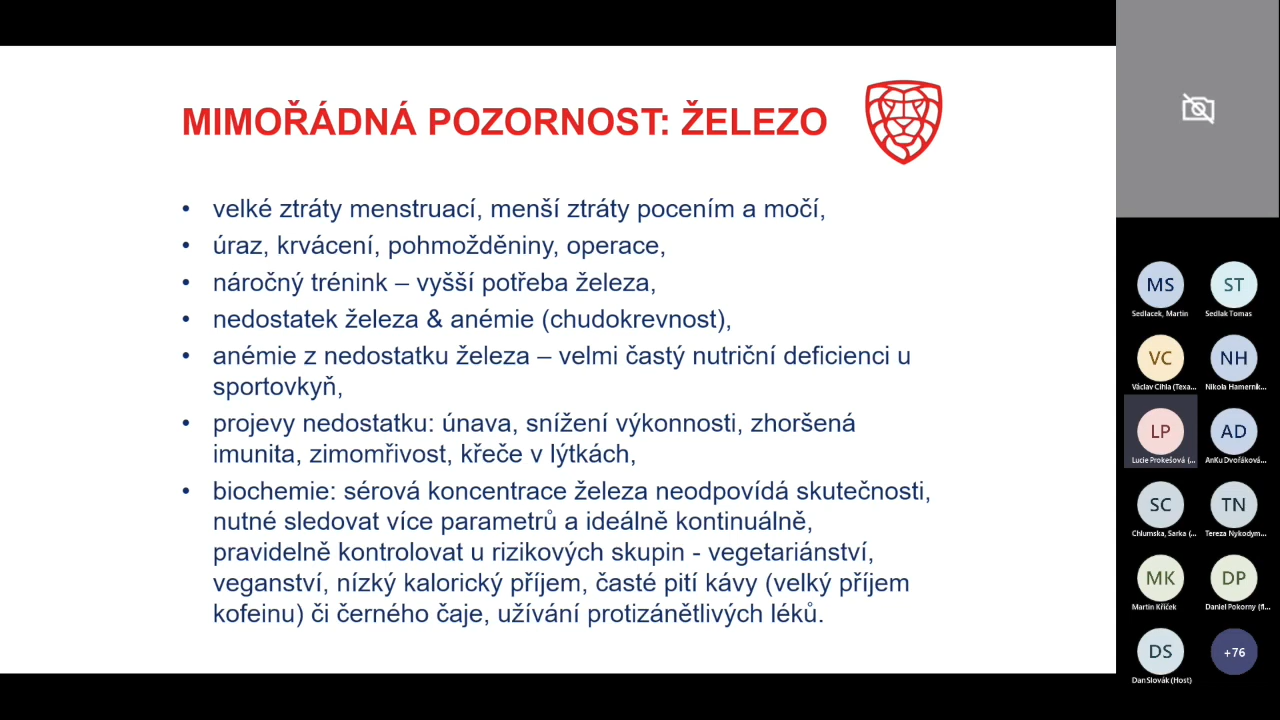 MIMOŘÁDNÁ POZORNOST: ŽELEZO
• velké ztráty menstruací, menší ztráty pocením a močí,
• úraz, krvácení, pohmožděniny, operace,
• náročný trénink – vyšší potřeba železa,
• nedostatek železa & anémie (chudokrevnost),
• anémie z nedostatku železa – velmi častý nutriční deficienci u
sportovkyň,
• projevy nedostatku: únava, snížení výkonnosti, zhoršená
imunita, zimomřivost, křeče v lýtkách,
• biochemie: sérová koncentrace železa neodpovídá skutečnosti,
nutné sledovat více parametrů a ideálně kontinuálně,
pravidelně kontrolovat u rizikových skupin - vegetariánství,
veganství, nízký kalorický příjem, časté pití kávy (velký příjem
kofeinu) či černého čaje, užívání protizánětlivých léků.
MS ST
Sedlacek, Martin Sedlak Tomas
VC NH
Václav Cihla (Texa... Nikola Hamerník...
LP AD
Lucie Prokešová (... AnKu Dvořáková...
SC TN
Chlumska, Sarka (... Tereza Nykodym...
MK DP
Martin Křiček Daniel Pokorny (fl...
DS +76
Dan Slovák (Host)